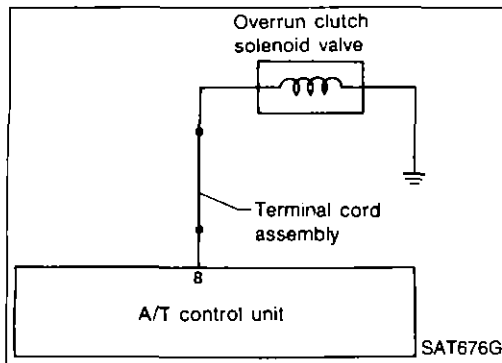 Overrun clutch
solenoid valve
Terminal cord
assembly
8
A/T control unit
SAT676G